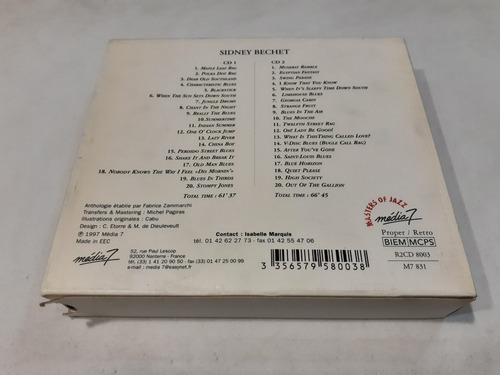 SIDNEY BECHET
CD 1
1. Maple Leaf Rag
2. Polka Dot Rag
3. Dear Old Southland
4. Characteristic Blues
5. Blackstick
6. When The Sun Sets Down South
7. Jungle Drums
8. Chant In The Night
9. Really The Blues
10. Summertime
11. Indian Summer
12. One O' Clock Jump
13. Lazy River
14. China Boy
15. Perdido Street Blues
16. Shake It And Break It
17. Old Man Blues
18. Nobody Knows The Way I Feel «Dis Mornin'»
19. Blues In Thirds
20. Stompy Jones
Total time : 61' 37
CD 2
1. Muskrat Ramble
2. Egyptian Fantasy
3. Swing Parade
4. I Know That You Know
5. When It's Sleepy Time Down South
6. Limehouse Blues
7. Georgia Cabin
8. Strange Fruit
9. Blues In The Air
10. The Mooche
11. Twelfth Street Rag
12. Oh! Lady Be Good!
13. What Is This Thing Called Love?
14. V-Disc Blues (Bugle Call Rag)
15. After You've Gone
16. Saint-Louis Blues
17. Blue Horizon
18. Quiet Please
19. High Society
20. Out Of The Gallion
Total time : 66' 45
Anthologie établie par Fabrice Zammarchi
Transfers & Mastering : Michel Pagiras
Illustrations originales : Cabu
Design : C. Etorre & M. de Dieuleveult
℗ 1997 Média 7
Made in EEC
média 7
52, rue Paul Lescop
92000 Nanterre - France
tél. (33) 1 41 20 90 50 - fax (33) 01 47 25 00 99
e-mail : média 7@easynet.fr
Contact : Isabelle Marquis
tél. 01 42 62 27 73 - fax 01 42 55 47 06
3 356579 580038
MASTERS OF JAZZ
média 7
Proper / Retro
BIEM MCPS
R2CD 8003
M7 831